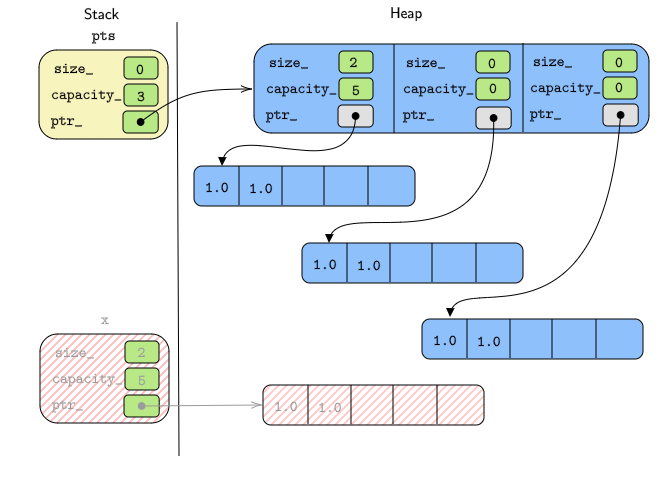 Stack Heap
pts
size_ 0
capacity_ 3
ptr_
size_ 2
capacity_ 5
ptr_
size_ 0
capacity_ 0
ptr_
size_ 0
capacity_ 0
ptr_
1.0 1.0
1.0 1.0
1.0 1.0
x
size_ 2
capacity_ 5
ptr_
1.0 1.0